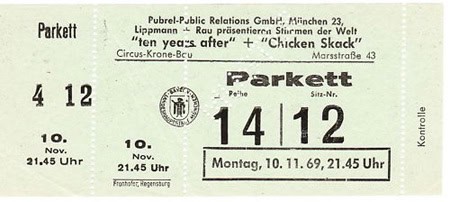 Parkett
4 12
10.
Nov.
21.45 Uhr
10.
Nov.
21.45 Uhr
Fronhofer, Regensburg
Pubrel-Public Relations GmbH, München 23,
Lippmann + Rau präsentieren Stimmen der Welt
"ten years after" + "Chicken Skack"
Circus-Krone-Bau Marsstraße 43
Parkett
Reihe Sitz-Nr.
14 12
Montag, 10. 11. 69, 21.45 Uhr
Kontrolle